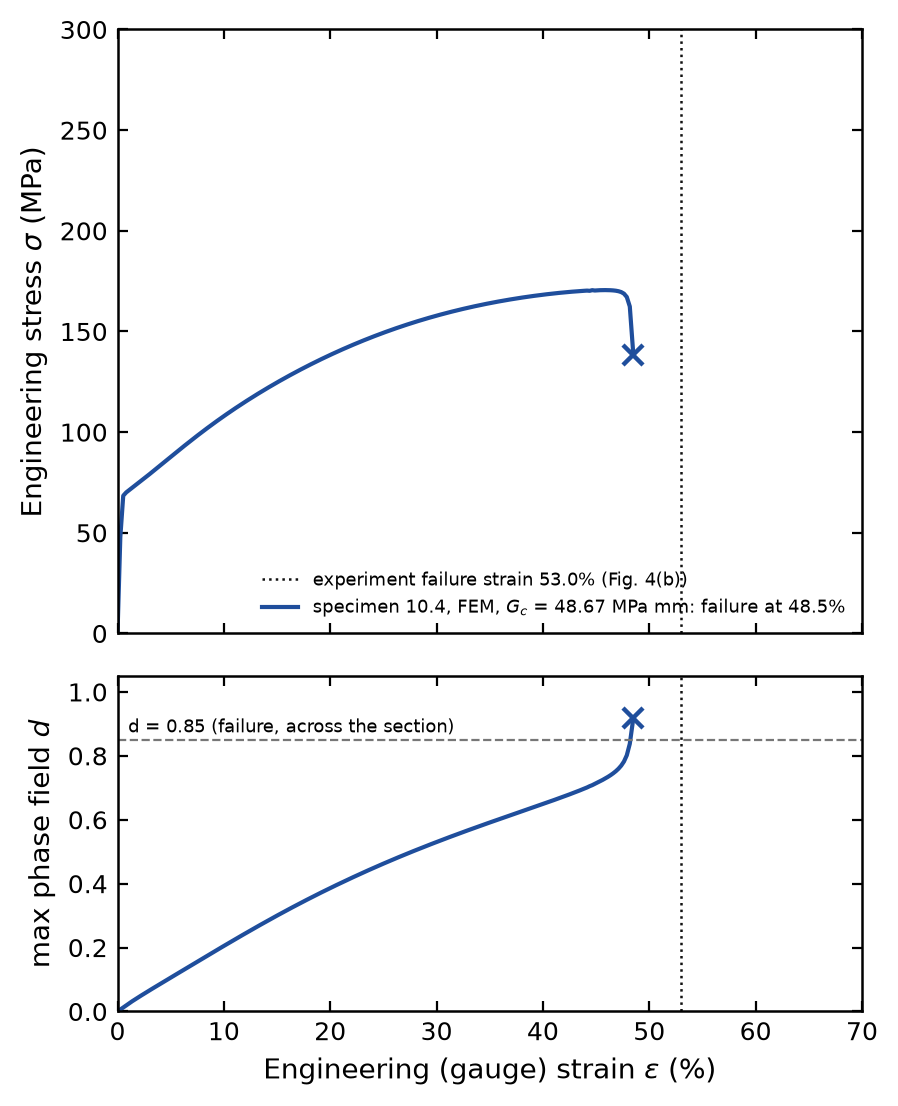 300
250
200
150
100
50
0
Engineering stress σ (MPa)
experiment failure strain 53.0% (Fig. 4(b))
specimen 10.4, FEM, G_c = 48.67 MPa mm: failure at 48.5%
1.0
0.8
0.6
0.4
0.2
0.0
max phase field d
d = 0.85 (failure, across the section)
0 10 20 30 40 50 60 70
Engineering (gauge) strain ε (%)